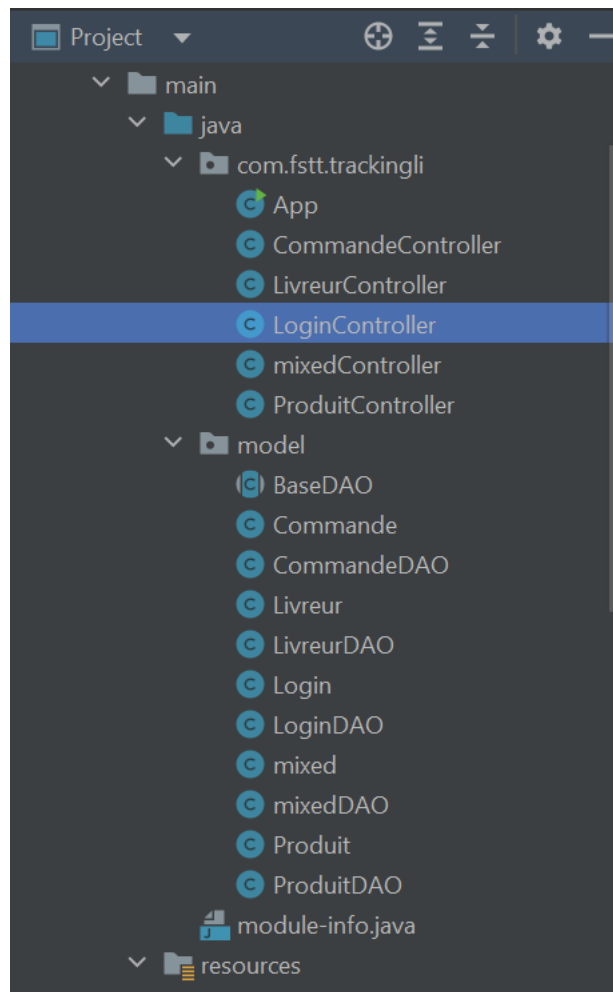 Project
main
java
com.fstt.trackingli
App
CommandeController
LivreurController
LoginController
mixedController
ProduitController
model
BaseDAO
Commande
CommandeDAO
Livreur
LivreurDAO
Login
LoginDAO
mixed
mixedDAO
Produit
ProduitDAO
module-info.java
resources